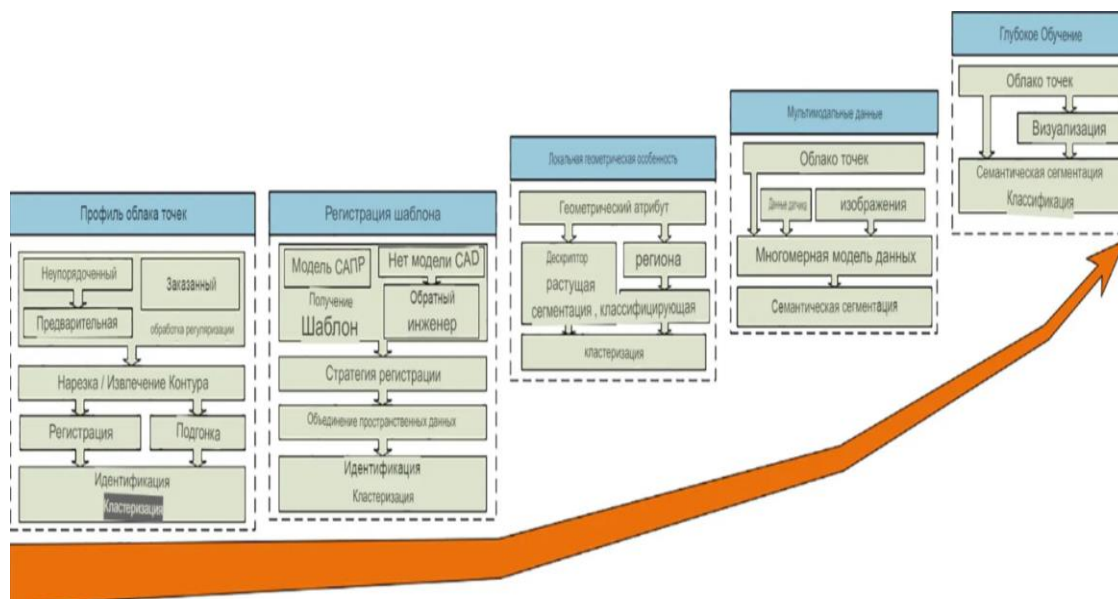 Профиль облака точек
Неупорядоченный
Заказанный
Предварительная
обработка регуляризации
Нарезка / Извлечение Контура
Регистрация
Подгонка
Идентификация
Кластеризация
Регистрация шаблона
Модель САПР
Нет модели CAD
Получение
Шаблон
Обратный
инженер
Стратегия регистрации
Объединение пространственных данных
Идентификация
Кластеризация
Локальная геометрическая особенность
Геометрический атрибут
Дескриптор
региона
растущая
сегментация , классифицирующая
кластеризация
Мультимодальные данные
Облако точек
Данные датчика
изображения
Многомерная модель данных
Семантическая сегментация
Глубокое Обучение
Облако точек
Визуализация
Семантическая сегментация
Классификация